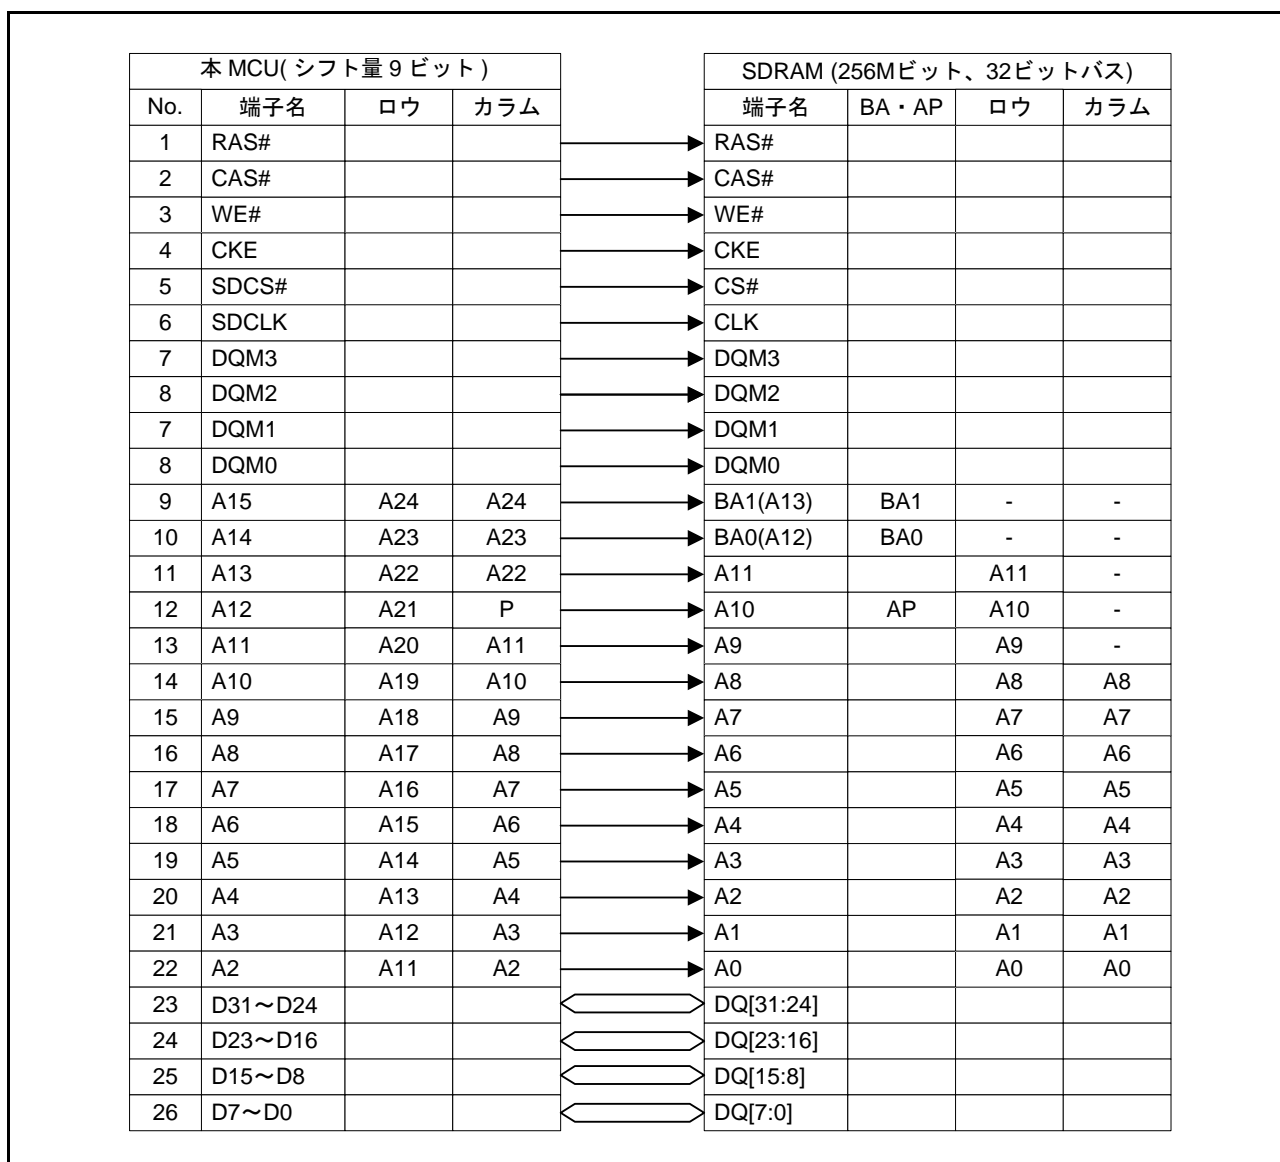 本 MCU( シフト量 9 ビット ) SDRAM (256Mビット、32ビットバス)
No. 端子名 ロウ カラム 端子名 BA・AP ロウ カラム
1 RAS# RAS#
2 CAS# CAS#
3 WE# WE#
4 CKE CKE
5 SDCS# CS#
6 SDCLK CLK
7 DQM3 DQM3
8 DQM2 DQM2
7 DQM1 DQM1
8 DQM0 DQM0
9 A15 A24 A24 BA1(A13) BA1 - -
10 A14 A23 A23 BA0(A12) BA0 - -
11 A13 A22 A22 A11 A11 -
12 A12 A21 P A10 AP A10 -
13 A11 A20 A11 A9 A9 -
14 A10 A19 A10 A8 A8 A8
15 A9 A18 A9 A7 A7 A7
16 A8 A17 A8 A6 A6 A6
17 A7 A16 A7 A5 A5 A5
18 A6 A15 A6 A4 A4 A4
19 A5 A14 A5 A3 A3 A3
20 A4 A13 A4 A2 A2 A2
21 A3 A12 A3 A1 A1 A1
22 A2 A11 A2 A0 A0 A0
23 D31～D24 DQ[31:24]
24 D23～D16 DQ[23:16]
25 D15～D8 DQ[15:8]
26 D7～D0 DQ[7:0]